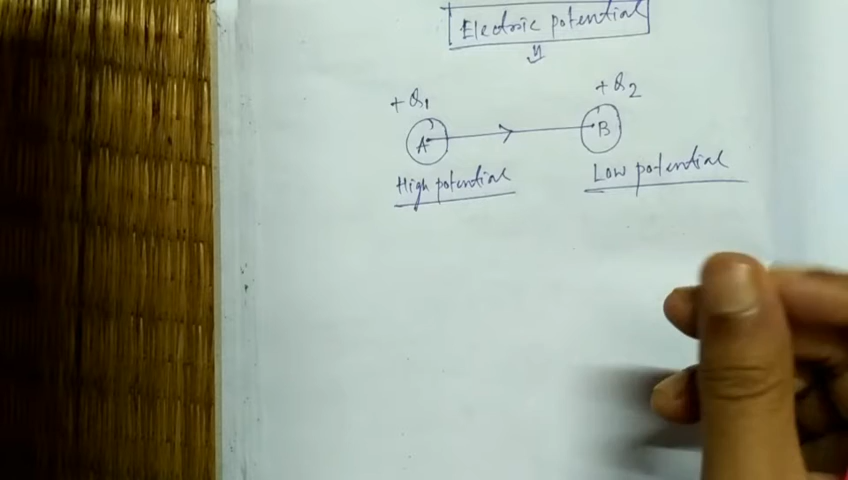 Electric potential
+Q1
+Q2
A
B
High potential
Low potential